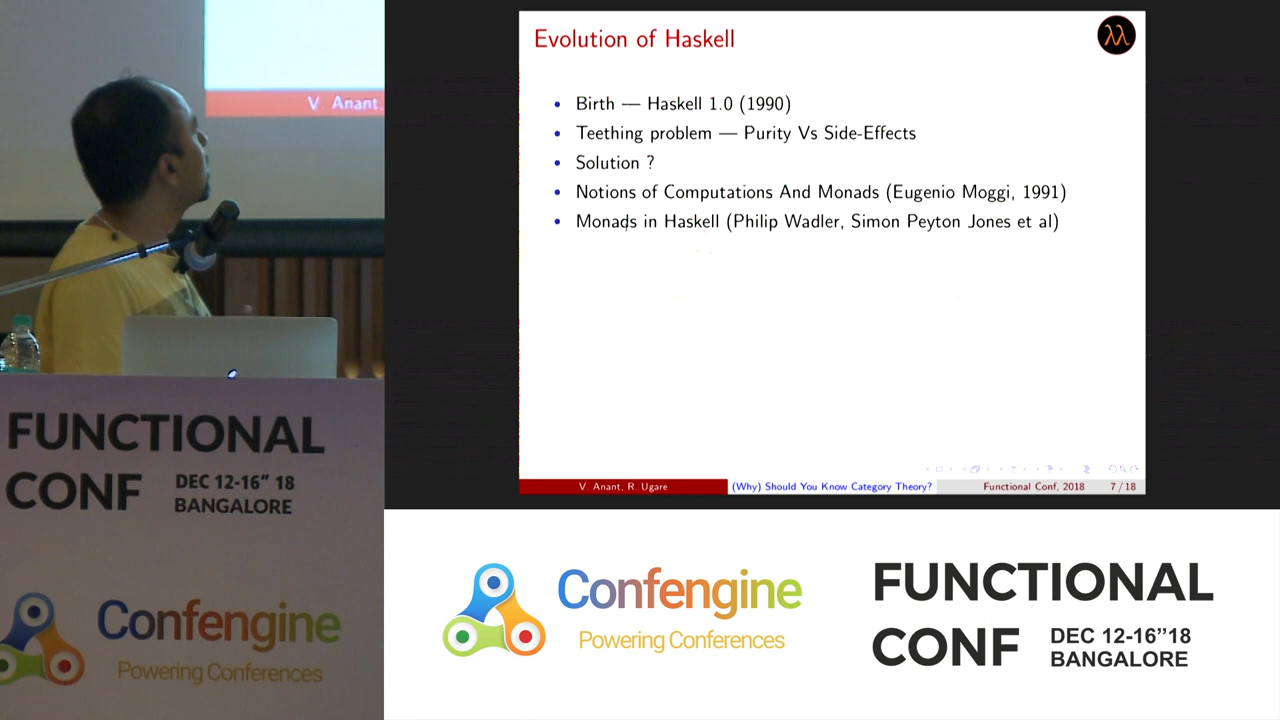 V Anant,
FUNCTIONAL
CONF DEC 12-16" 18
BANGALORE
Confengine
Powering Conferences
Evolution of Haskell
λλ
• Birth — Haskell 1.0 (1990)
• Teething problem — Purity Vs Side-Effects
• Solution ?
• Notions of Computations And Monads (Eugenio Moggi, 1991)
• Monads in Haskell (Philip Wadler, Simon Peyton Jones et al)
V. Anant, R. Ugare (Why) Should You Know Category Theory? Functional Conf, 2018 7 / 18
Confengine
Powering Conferences
FUNCTIONAL
CONF DEC 12-16"18
BANGALORE